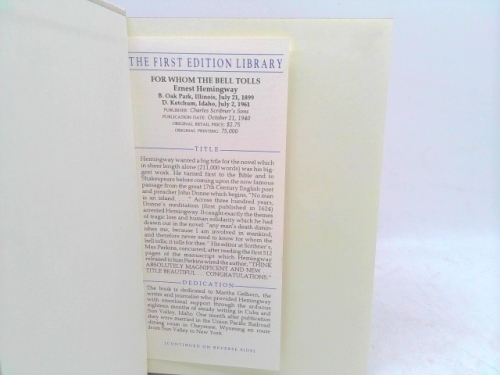 THE FIRST EDITION LIBRARY
FOR WHOM THE BELL TOLLS
Ernest Hemingway
B. Oak Park, Illinois, July 21, 1899
D. Ketchum, Idaho, July 2, 1961
PUBLISHER: Charles Scribner's Sons
PUBLICATION DATE: October 21, 1940
ORIGINAL RETAIL PRICE: $2.75
ORIGINAL PRINTING: 75,000
TITLE
Hemingway wanted a big title for the novel which
in sheer length alone (211,000 words) was his big-
gest work. He turned first to the Bible and to
Shakespeare before coming upon the now famous
passage from the great 17th Century English poet
and preacher John Donne which begins, "No man
is an island: . . ." Across three hundred years,
Donne's meditation (first published in 1624)
arrested Hemingway. It caught exactly the themes
of tragic loss and human solidarity which he had
drawn out in the novel: "any man's death dimin-
ishes me, because I am involved in mankind,
and therefore never send to know for whom the
bell tolls; it tolls for thee." His editor at Scribner's,
Max Perkins, concurred; after reading the first 512
pages of the manuscript which Hemingway
released to him Perkins wired the author, "THINK
ABSOLUTELY MAGNIFICENT AND NEW
TITLE BEAUTIFUL CONGRATULATIONS."
DEDICATION
The book is dedicated to Martha Gelhorn, the
writer and journalist who provided Hemingway
with emotional support through the arduous
eighteen months of steady writing in Cuba and
Sun Valley, Idaho. One month after publication
they were married in the Union Pacific Railroad
dining room in Cheyenne, Wyoming en route
from Sun Valley to New York.
(CONTINUED ON REVERSE SIDE)